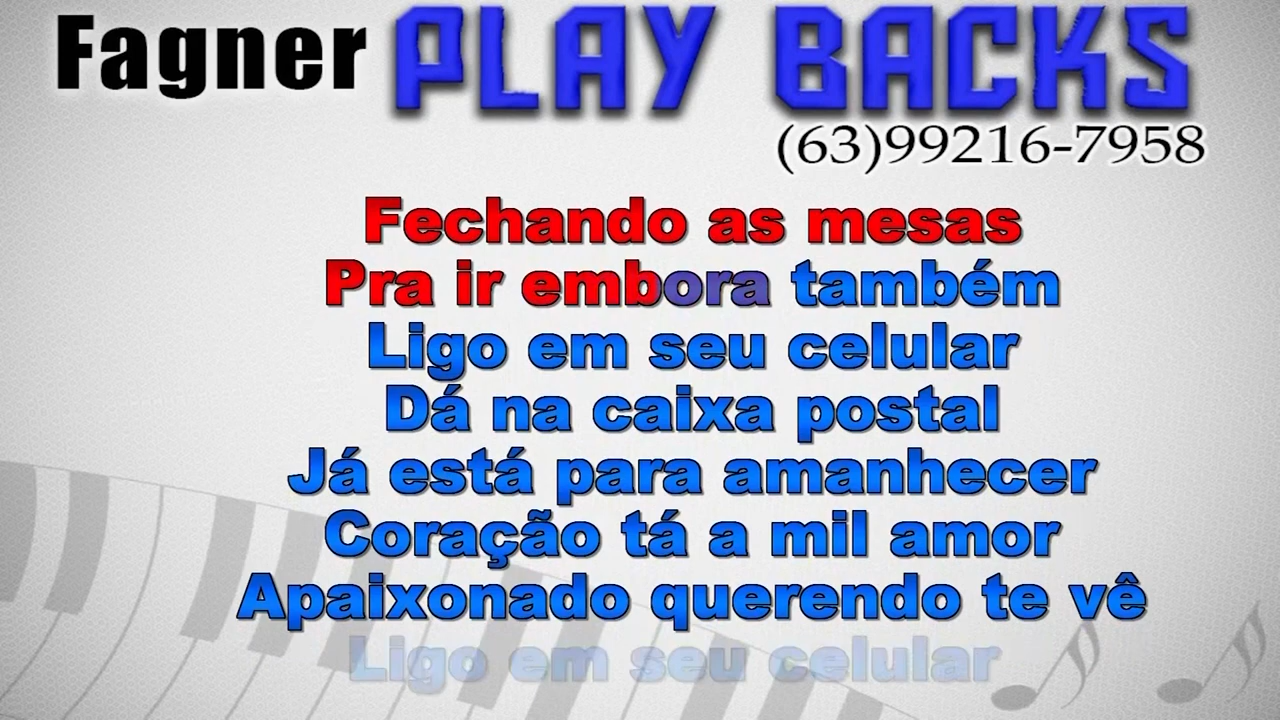 Fagner PLAY BACKS
(63)99216-7958
Fechando as mesas
Pra ir embora também
Ligo em seu celular
Dá na caixa postal
Já está para amanhecer
Coração tá a mil amor
Apaixonado querendo te vê
Ligo em seu celular